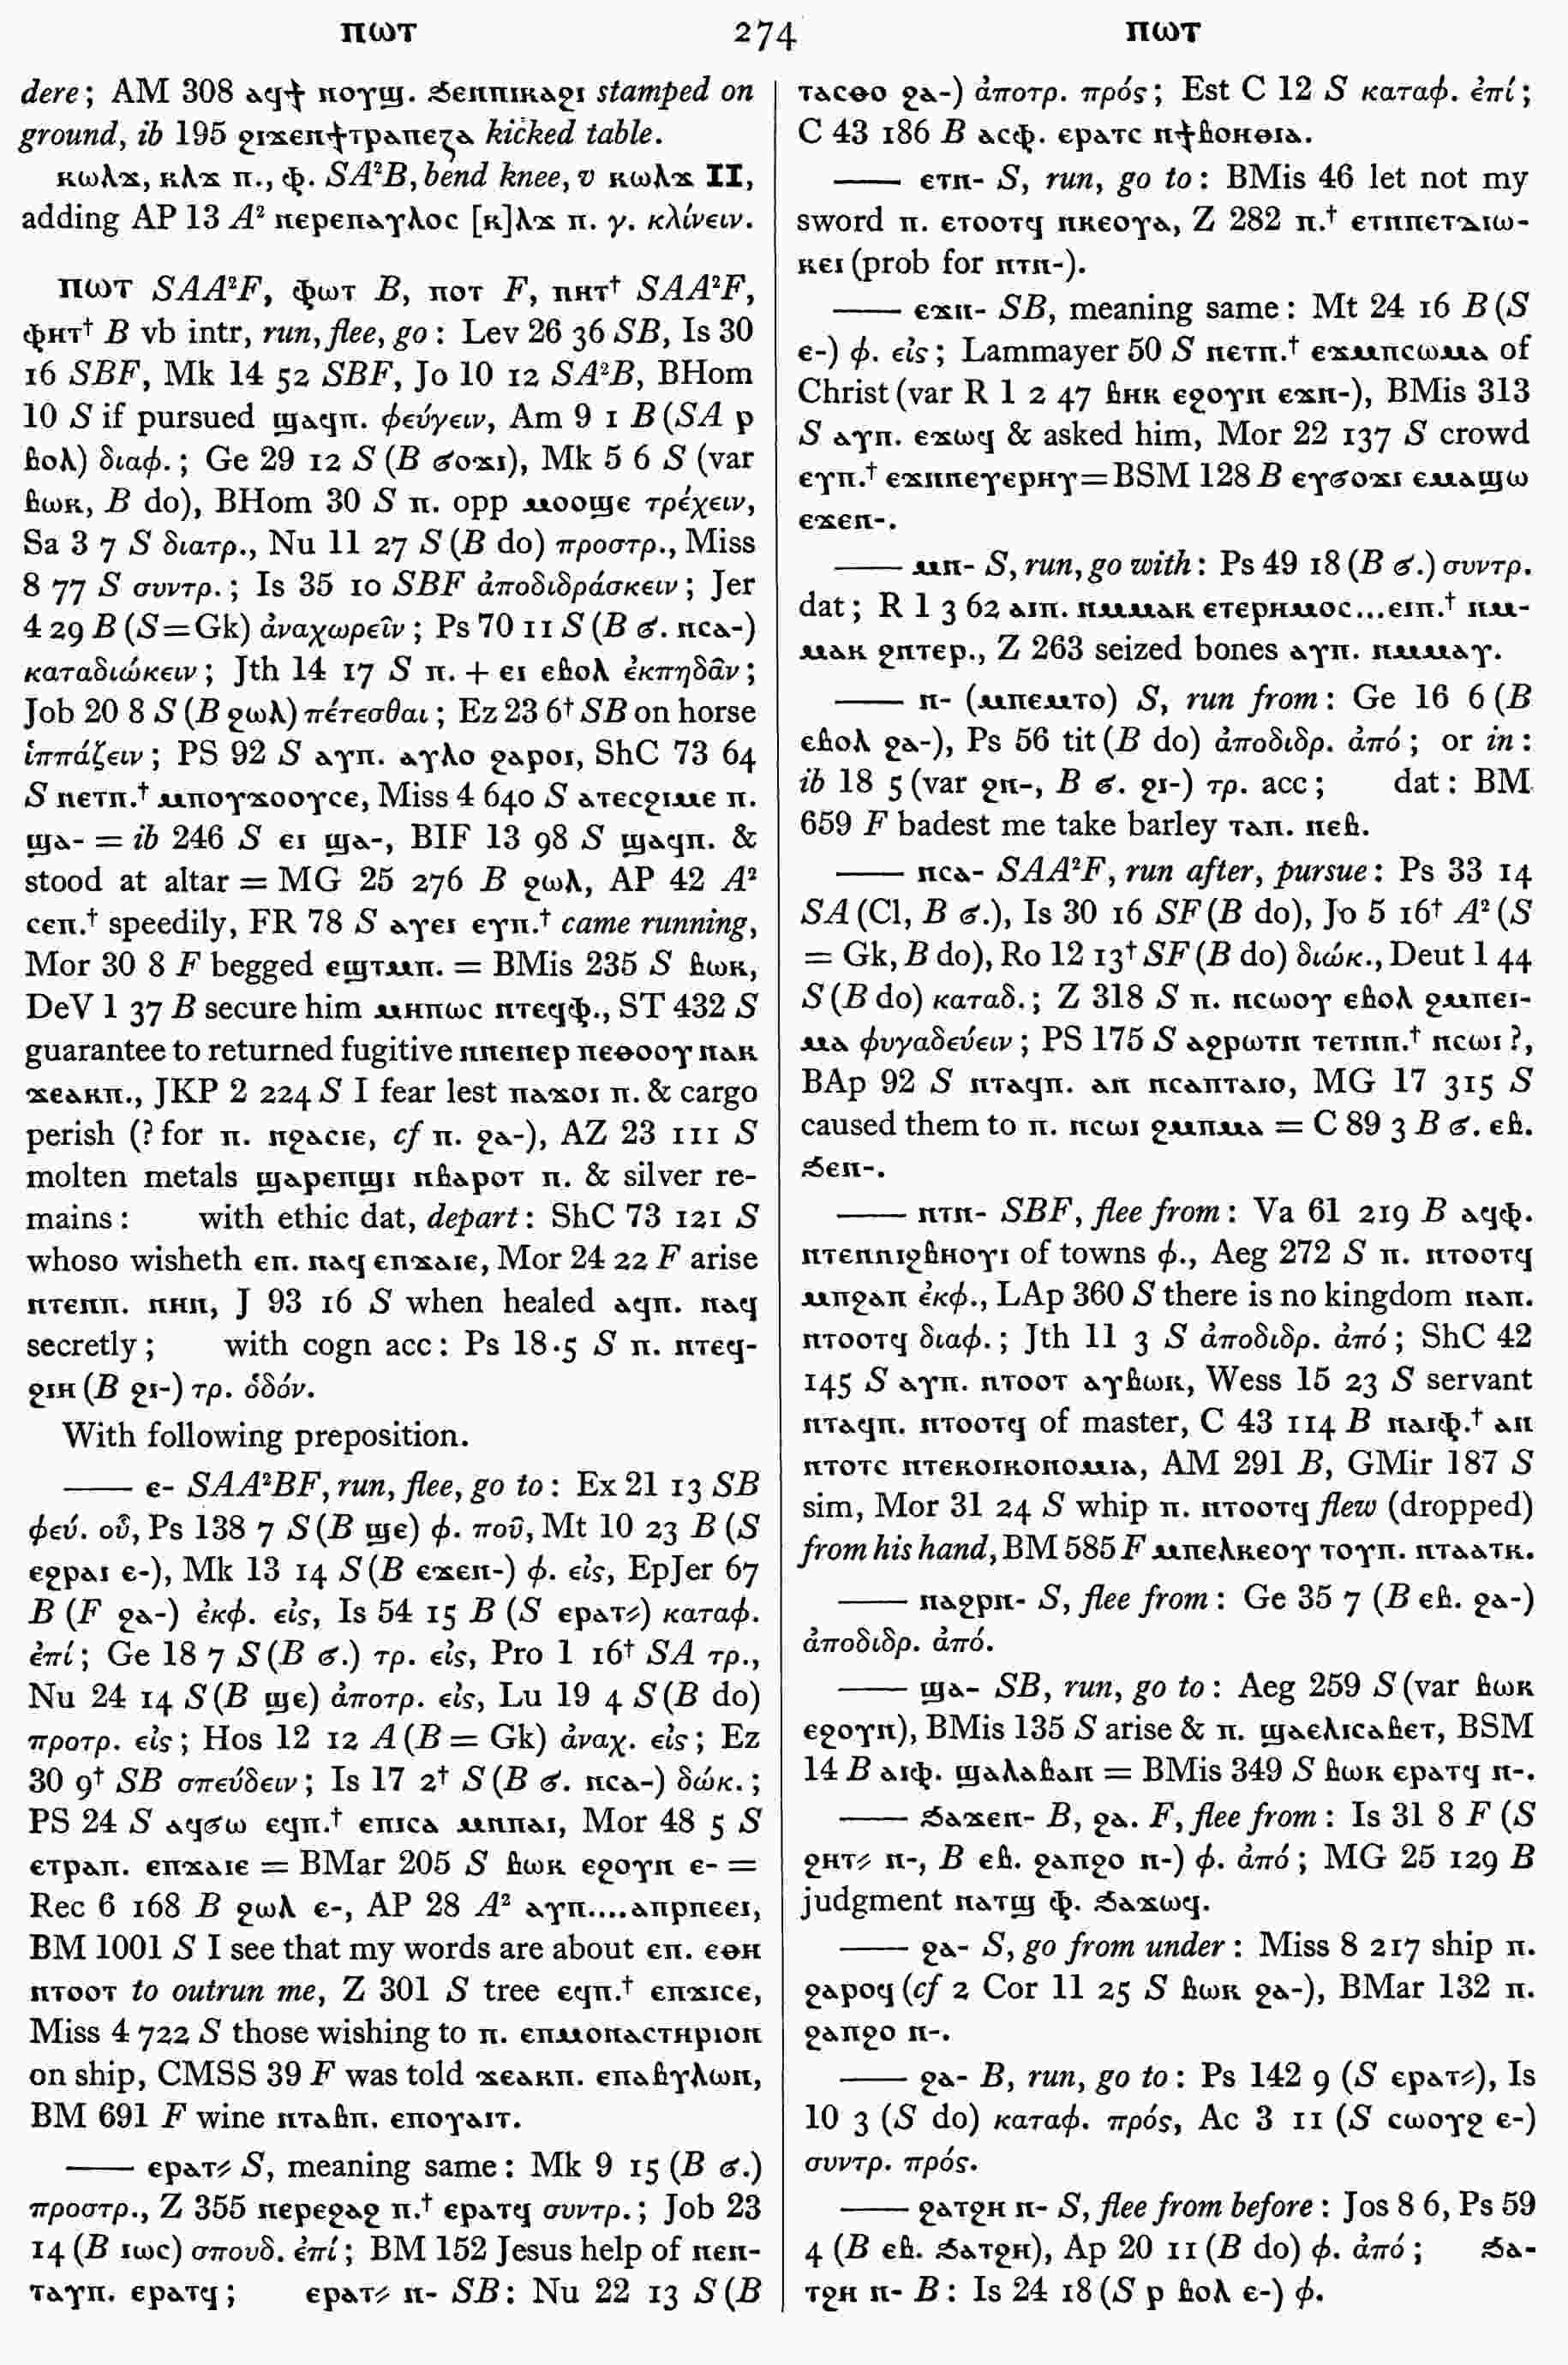 ⲡⲱⲧ 274 ⲡⲱⲧ
dere; AM 308 ⲁϥϯ ⲛⲟⲩϣ. ϧⲉⲛⲡⲓⲕⲁϩⲓ stamped on
ground, ib 195 ϩⲓϫⲉⲛϯⲧⲣⲁⲡⲉⲍⲁ kicked table.
ⲕⲱⲗϫ, ⲕⲗϫ ⲡ., ⲫ. SA²B, bend knee, v ⲕⲱⲗϫ II,
adding AP 13 A² ⲛⲉⲣⲉⲡⲁⲩⲗⲟⲥ [ⲕ]ⲗϫ ⲡ. γ. κλίνειν.
ⲡⲱⲧ SAA²F, ⲫⲱⲧ B, ⲡⲟⲧ F, ⲡⲏⲧ† SAA²F,
ⲫⲏⲧ† B vb intr, run, flee, go: Lev 26 36 SB, Is 30
16 SBF, Mk 14 52 SBF, Jo 10 12 SA²B, BHom
10 S if pursued ϣⲁϥⲡ. φεύγειν, Am 9 1 B (SA ⲣ
ⲃⲟⲗ) διαφ.; Ge 29 12 S (B ϭⲟϫⲓ), Mk 5 6 S (var
ⲃⲱⲕ, B do), BHom 30 S ⲡ. opp ⲙⲟⲟϣⲉ τρέχειν,
Sa 3 7 S διατρ., Nu 11 27 S (B do) προστρ., Miss
8 77 S συντρ.; Is 35 10 SBF ἀποδιδράσκειν; Jer
4 29 B (S=Gk) ἀναχωρεῖν; Ps 70 11 S (B ϭ. ⲛⲥⲁ-)
καταδιώκειν; Jth 14 17 S ⲡ. + ⲉⲓ ⲉⲃⲟⲗ ἐκπηδᾶν;
Job 20 8 S (B ϩⲱⲗ) πέτεσθαι; Ez 23 6† SB on horse
ἱππάζειν; PS 92 S ⲁⲩⲡ. ⲁⲩⲗⲟ ϩⲁⲣⲟⲓ, ShC 73 64
S ⲛⲉⲧⲡ.† ⲙⲛⲟⲩϫⲟⲟⲩⲥⲉ, Miss 4 640 S ⲁⲧⲉⲥϩⲓⲙⲉ ⲡ.
ϣⲁ- = ib 246 S ⲉⲓ ϣⲁ-, BIF 13 98 S ϣⲁϥⲡ. &
stood at altar = MG 25 276 B ϩⲱⲗ, AP 42 A²
ⲥⲉⲡ.† speedily, FR 78 S ⲁⲩⲉⲓ ⲉⲩⲡ.† came running,
Mor 30 8 F begged ⲉϣⲧⲙⲡ. = BMis 235 S ⲃⲱⲕ,
DeV 1 37 B secure him ⲙⲏⲡⲱⲥ ⲛⲧⲉϥⲫ., ST 432 S
guarantee to returned fugitive ⲛⲛⲉⲛⲉⲣ ⲡⲉⲑⲟⲟⲩ ⲛⲁⲕ
ϫⲉⲁⲕⲡ., JKP 2 224 S I fear lest ⲡⲁϫⲟⲓ ⲡ. & cargo
perish (? for ⲡ. ⲛϩⲁⲥⲓⲉ, cf ⲡ. ϩⲁ-), AZ 23 111 S
molten metals ϣⲁⲣⲉⲡϣⲓ ⲛⲃⲁⲣⲟⲧ ⲡ. & silver re-
mains: with ethic dat, depart: ShC 73 121 S
whoso wisheth ⲉⲡ. ⲛⲁϥ ⲉⲡϫⲁⲓⲉ, Mor 24 22 F arise
ⲛⲧⲉⲛⲡ. ⲛⲏⲛ, J 93 16 S when healed ⲁϥⲡ. ⲛⲁϥ
secretly; with cogn acc: Ps 18·5 S ⲡ. ⲛⲧⲉϥ-
ϩⲓⲏ (B ϩⲓ-) τρ. ὁδόν.
With following preposition.
—— ⲉ- SAA²BF, run, flee, go to: Ex 21 13 SB
φεύ. οὗ, Ps 138 7 S (B ϣⲉ) φ. ποῦ, Mt 10 23 B (S
ⲉϩⲣⲁⲓ ⲉ-), Mk 13 14 S (B ⲉϫⲉⲛ-) φ. εἰς, EpJer 67
B (F ϩⲁ-) ἐκφ. εἰς, Is 54 15 B (S ⲉⲣⲁⲧ⸗) καταφ.
ἐπί; Ge 18 7 S (B ϭ.) τρ. εἰς, Pro 1 16† SA τρ.,
Nu 24 14 S (B ϣⲉ) ἀποτρ. εἰς, Lu 19 4 S (B do)
προτρ. εἰς; Hos 12 12 A (B = Gk) ἀναχ. εἰς; Ez
30 9† SB σπεύδειν; Is 17 2† S (B ϭ. ⲛⲥⲁ-) δώκ.;
PS 24 S ⲁϥϭⲱ ⲉϥⲡ.† ⲉⲡⲓⲥⲁ ⲙⲛⲡⲁⲓ, Mor 48 5 S
ⲉⲧⲣⲁⲡ. ⲉⲡϫⲁⲓⲉ = BMar 205 S ⲃⲱⲕ ⲉϩⲟⲩⲛ ⲉ- =
Rec 6 168 B ϩⲱⲗ ⲉ-, AP 28 A² ⲁⲩⲡ....ⲁⲡⲣⲡⲉⲉⲓ,
BM 1001 S I see that my words are about ⲉⲡ. ⲉⲑⲏ
ⲛⲧⲟⲟⲧ to outrun me, Z 301 S tree ⲉϥⲡ.† ⲉⲡϫⲓⲥⲉ,
Miss 4 722 S those wishing to ⲡ. ⲉⲡⲙⲟⲛⲁⲥⲧⲏⲣⲓⲟⲛ
on ship, CMSS 39 F was told ϫⲉⲁⲕⲡ. ⲉⲡⲁⲃⲩⲗⲱⲛ,
BM 691 F wine ⲛⲧⲁⲃⲡ. ⲉⲡⲟⲩⲁⲓⲧ.
—— ⲉⲣⲁⲧ⸗ S, meaning same: Mk 9 15 (B ϭ.)
προστρ., Z 355 ⲛⲉⲣⲉϩⲁϩ ⲡ.† ⲉⲣⲁⲧϥ συντρ.; Job 23
14 (B ⲓⲱⲥ) σπουδ. ἐπί; BM 152 Jesus help of ⲛⲉⲛ-
ⲧⲁⲩⲡ. ⲉⲣⲁⲧϥ; ⲉⲣⲁⲧ⸗ ⲛ- SB: Nu 22 13 S (B
ⲧⲁⲥⲑⲟ ϩⲁ-) ἀποτρ. πρός; Est C 12 S καταφ. ἐπί;
C 43 186 B ⲁⲥⲫ. ⲉⲣⲁⲧⲥ ⲛϯⲃⲟⲏⲑⲓⲁ.
—— ⲉⲧⲛ- S, run, go to: BMis 46 let not my
sword ⲡ. ⲉⲧⲟⲟⲧϥ ⲛⲕⲉⲟⲩⲁ, Z 282 ⲡ.† ⲉⲧⲛⲡⲉⲧϫⲓⲱ-
ⲕⲉⲓ (prob for ⲛⲧⲛ-).
—— ⲉϫⲛ- SB, meaning same: Mt 24 16 B (S
ⲉ-) φ. εἰς; Lammayer 50 S ⲡⲉⲧⲡ.† ⲉϫⲙⲡⲥⲱⲙⲁ of
Christ (var R 1 2 47 ⲃⲏⲕ ⲉϩⲟⲩⲛ ⲉϫⲛ-), BMis 313
S ⲁⲩⲡ. ⲉϫⲱϥ & asked him, Mor 22 137 S crowd
ⲉⲩⲡ.† ⲉϫⲛⲛⲉⲩⲉⲣⲏⲩ=BSM 128 B ⲉⲩϭⲟϫⲓ ⲉⲙⲁϣⲱ
ⲉϫⲉⲛ-.
—— ⲙⲛ- S, run, go with: Ps 49 18 (B ϭ.) συντρ.
dat; R 1 3 62 ⲁⲓⲡ. ⲛⲙⲙⲁⲕ ⲉⲧⲉⲣⲏⲙⲟⲥ...ⲉⲓⲡ.† ⲛⲙ-
ⲙⲁⲕ ϩⲛⲧⲉⲣ., Z 263 seized bones ⲁⲩⲡ. ⲛⲙⲙⲁⲩ.
—— ⲛ- (ⲙⲡⲉⲙⲧⲟ) S, run from: Ge 16 6 (B
ⲉⲃⲟⲗ ϩⲁ-), Ps 56 tit (B do) ἀποδιδρ. ἀπό; or in:
ib 18 5 (var ϩⲛ-, B ϭ. ϩⲓ-) τρ. acc; dat: BM
659 F badest me take barley ⲧⲁⲡ. ⲛⲉⲃ.
—— ⲛⲥⲁ- SAA²F, run after, pursue: Ps 33 14
SA (Cl, B ϭ.), Is 30 16 SF (B do), Jo 5 16† A² (S
= Gk, B do), Ro 12 13† SF (B do) διώκ., Deut 1 44
S (B do) καταδ.; Z 318 S ⲡ. ⲛⲥⲱⲟⲩ ⲉⲃⲟⲗ ϩⲙⲡⲉⲓ-
ⲙⲁ φυγαδεύειν; PS 175 S ⲁϩⲣⲱⲧⲛ ⲧⲉⲧⲛⲡ.† ⲛⲥⲱⲓ ?,
BAp 92 S ⲛⲧⲁϥⲡ. ⲁⲛ ⲛⲥⲁⲡⲧⲁⲓⲟ, MG 17 315 S
caused them to ⲡ. ⲛⲥⲱⲓ ϩⲙⲡⲙⲁ = C 89 3 B ϭ. ⲉⲃ.
ϧⲉⲛ-.
—— ⲛⲧⲛ- SBF, flee from: Va 61 219 B ⲁϥⲫ.
ⲛⲧⲉⲛⲛⲓϩⲃⲏⲟⲩⲓ of towns φ., Aeg 272 S ⲡ. ⲛⲧⲟⲟⲧϥ
ⲙⲡϩⲁⲡ ἐκφ., LAp 360 S there is no kingdom ⲛⲁⲡ.
ⲛⲧⲟⲟⲧϥ διαφ.; Jth 11 3 S ἀποδιδρ. ἀπό; ShC 42
145 S ⲁⲩⲡ. ⲛⲧⲟⲟⲧ ⲁⲩⲃⲱⲕ, Wess 15 23 S servant
ⲛⲧⲁϥⲡ. ⲛⲧⲟⲟⲧϥ of master, C 43 114 B ⲛⲁⲓⲫ.† ⲁⲛ
ⲛⲧⲟⲧⲥ ⲛⲧⲉⲕⲟⲓⲕⲟⲛⲟⲙⲓⲁ, AM 291 B, GMir 187 S
sim, Mor 31 24 S whip ⲡ. ⲛⲧⲟⲟⲧϥ flew (dropped)
from his hand, BM 585 F ⲙⲡⲉⲗⲕⲉⲟⲩ ⲧⲟⲩⲡ. ⲛⲧⲁⲁⲧⲕ.
—— ⲛⲁϩⲣⲛ- S, flee from: Ge 35 7 (B ⲉⲃ. ϩⲁ-)
ἀποδιδρ. ἀπό.
—— ϣⲁ- SB, run, go to: Aeg 259 S (var ⲃⲱⲕ
ⲉϩⲟⲩⲛ), BMis 135 S arise & ⲡ. ϣⲁⲉⲗⲓⲥⲁⲃⲉⲧ, BSM
14 B ⲁⲓⲫ. ϣⲁⲗⲁⲃⲁⲛ = BMis 349 S ⲃⲱⲕ ⲉⲣⲁⲧϥ ⲛ-.
—— ϧⲁϫⲉⲛ- B, ϩⲁ. F, flee from: Is 31 8 F (S
ϩⲏⲧ⸗ ⲛ-, B ⲉⲃ. ϩⲁⲡϩⲟ ⲛ-) φ. ἀπό; MG 25 129 B
judgment ⲛⲁⲧϣ ⲫ. ϧⲁϫⲱϥ.
—— ϩⲁ- S, go from under: Miss 8 217 ship ⲡ.
ϩⲁⲣⲟϥ (cf 2 Cor 11 25 S ⲃⲱⲕ ϩⲁ-), BMar 132 ⲡ.
ϩⲁⲡϩⲟ ⲛ-.
—— ϩⲁ- B, run, go to: Ps 142 9 (S ⲉⲣⲁⲧ⸗), Is
10 3 (S do) καταφ. πρός, Ac 3 11 (S ⲥⲱⲟⲩϩ ⲉ-)
συντρ. πρός.
—— ϩⲁⲧϩⲏ ⲛ- S, flee from before: Jos 8 6, Ps 59
4 (B ⲉⲃ. ϧⲁⲧϩⲏ), Ap 20 11 (B do) φ. ἀπό; ϧⲁ-
ⲧϩⲏ ⲛ- B: Is 24 18 (S ⲣ ⲃⲟⲗ ⲉ-) φ.